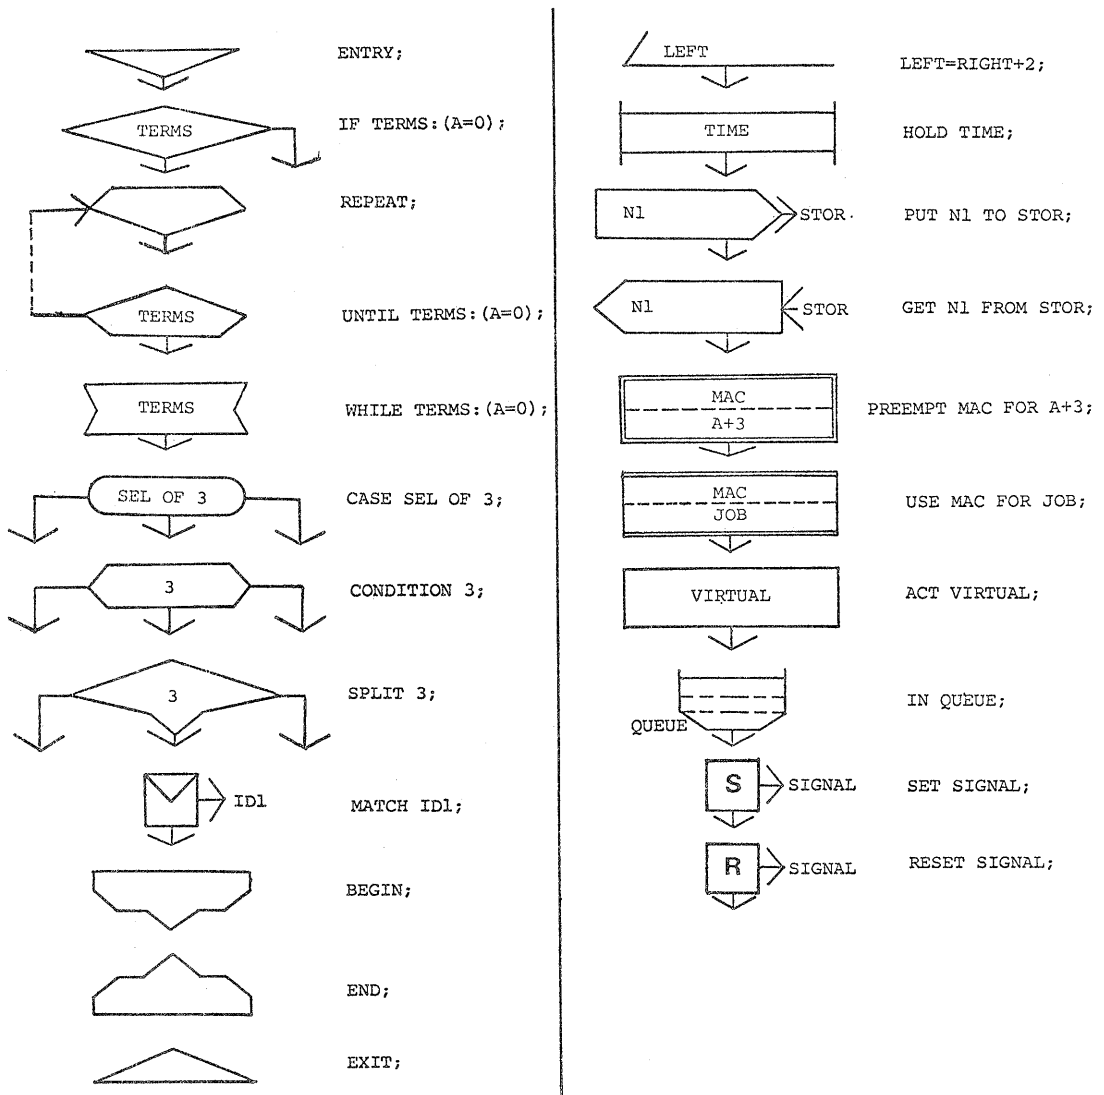 ENTRY;
TERMS IF TERMS:(A=0);
REPEAT;
TERMS UNTIL TERMS:(A=0);
TERMS WHILE TERMS:(A=0);
SEL OF 3 CASE SEL OF 3;
3 CONDITION 3;
3 SPLIT 3;
ID1 MATCH ID1;
BEGIN;
END;
EXIT;
LEFT LEFT=RIGHT+2;
TIME HOLD TIME;
N1 STOR PUT N1 TO STOR;
N1 STOR GET N1 FROM STOR;
MAC
A+3 PREEMPT MAC FOR A+3;
MAC
JOB USE MAC FOR JOB;
VIRTUAL ACT VIRTUAL;
QUEUE IN QUEUE;
S SIGNAL SET SIGNAL;
R SIGNAL RESET SIGNAL;